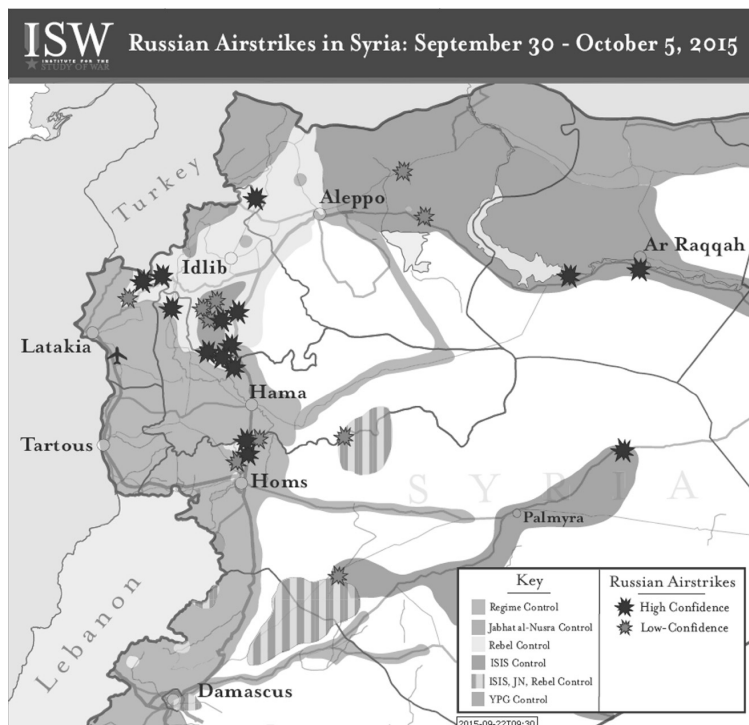 ISW
INSTITUTE FOR THE
STUDY OF WAR
Russian Airstrikes in Syria: September 30 - October 5, 2015
Turkey
Aleppo
Idlib
Ar Raqqah
Latakia
Hama
Tartous
Homs
SYRIA
Palmyra
Lebanon
Damascus
Key
Regime Control
Jabhat al-Nusra Control
Rebel Control
ISIS Control
ISIS, JN, Rebel Control
YPG Control
Russian Airstrikes
High Confidence
Low-Confidence
2015-09-22T09:30